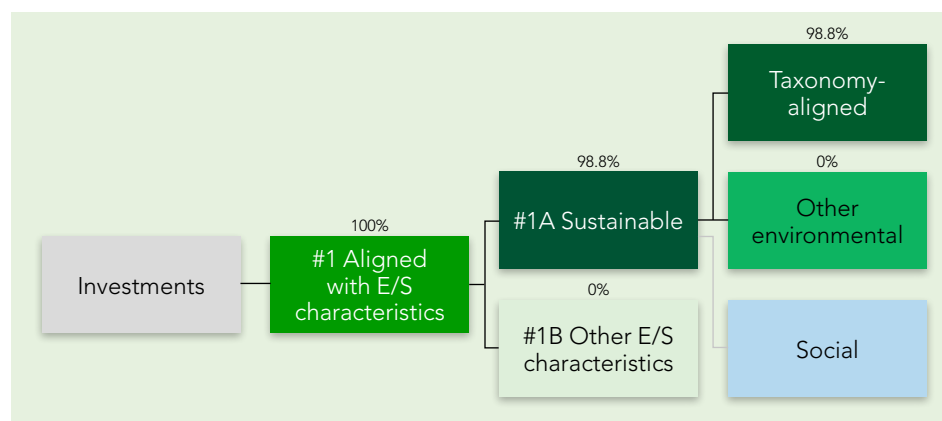 98.8%
Taxonomy-
aligned
98.8%
0%
#1A Sustainable
Other
environmental
100%
#1 Aligned
with E/S
characteristics
Investments
0%
#1B Other E/S
characteristics
Social